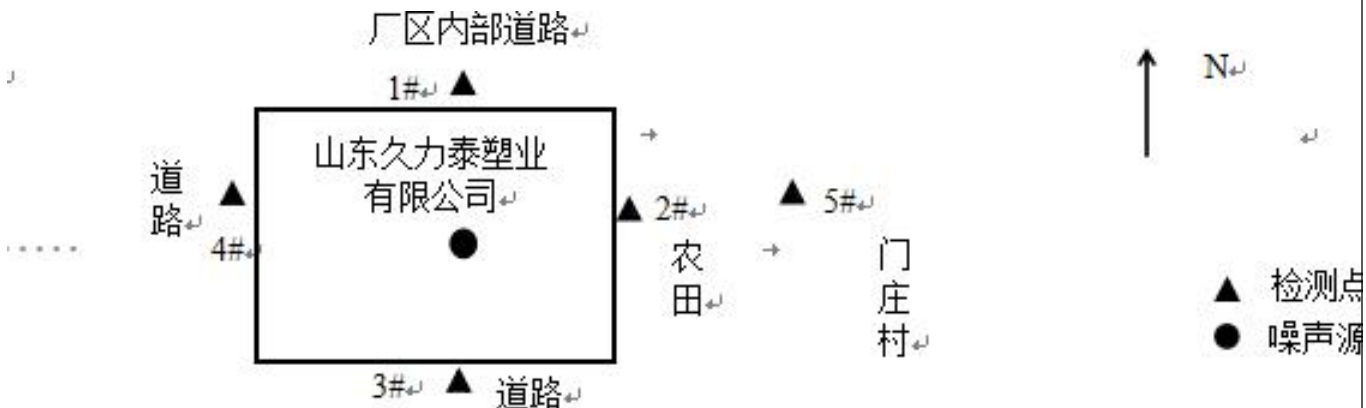 厂区内部道路
N
1#
山东久力泰塑业
有限公司
道
路
4#
2#
5#
农
田
门
庄
村
检测点
噪声源
3#
道路